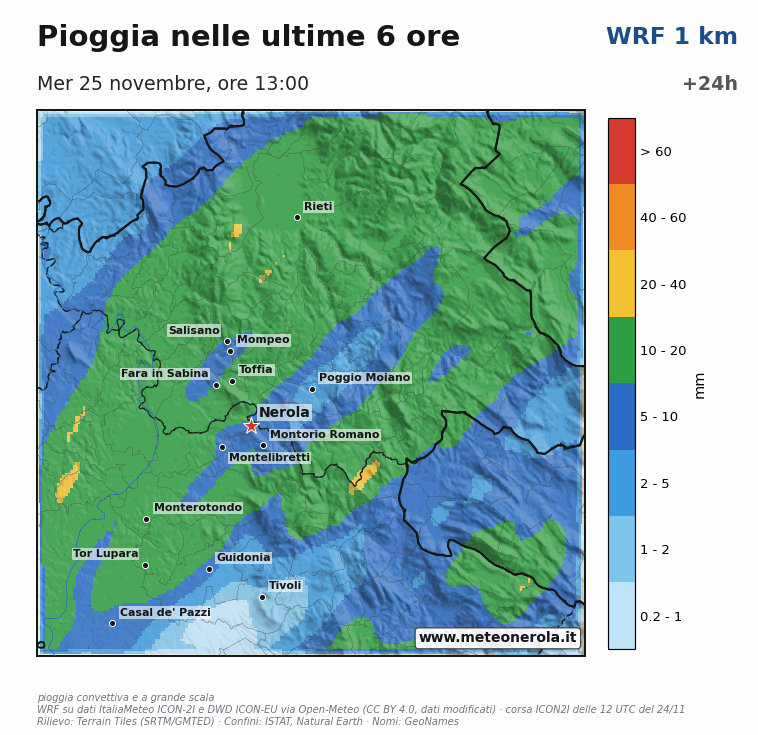 Pioggia nelle ultime 6 ore
WRF 1 km
Mer 25 novembre, ore 13:00
+24h
> 60
40 - 60
20 - 40
10 - 20
5 - 10
2 - 5
1 - 2
0.2 - 1
mm
Rieti
Salisano
Mompeo
Fara in Sabina
Toffia
Poggio Moiano
Nerola
Montorio Romano
Montelibretti
Monterotondo
Tor Lupara
Guidonia
Tivoli
Casal de' Pazzi
www.meteonerola.it
pioggia convettiva e a grande scala
WRF su dati ItaliaMeteo ICON-2I e DWD ICON-EU via Open-Meteo (CC BY 4.0, dati modificati) · corsa ICON2I delle 12 UTC del 24/11
Rilievo: Terrain Tiles (SRTM/GMTED) · Confini: ISTAT, Natural Earth · Nomi: GeoNames